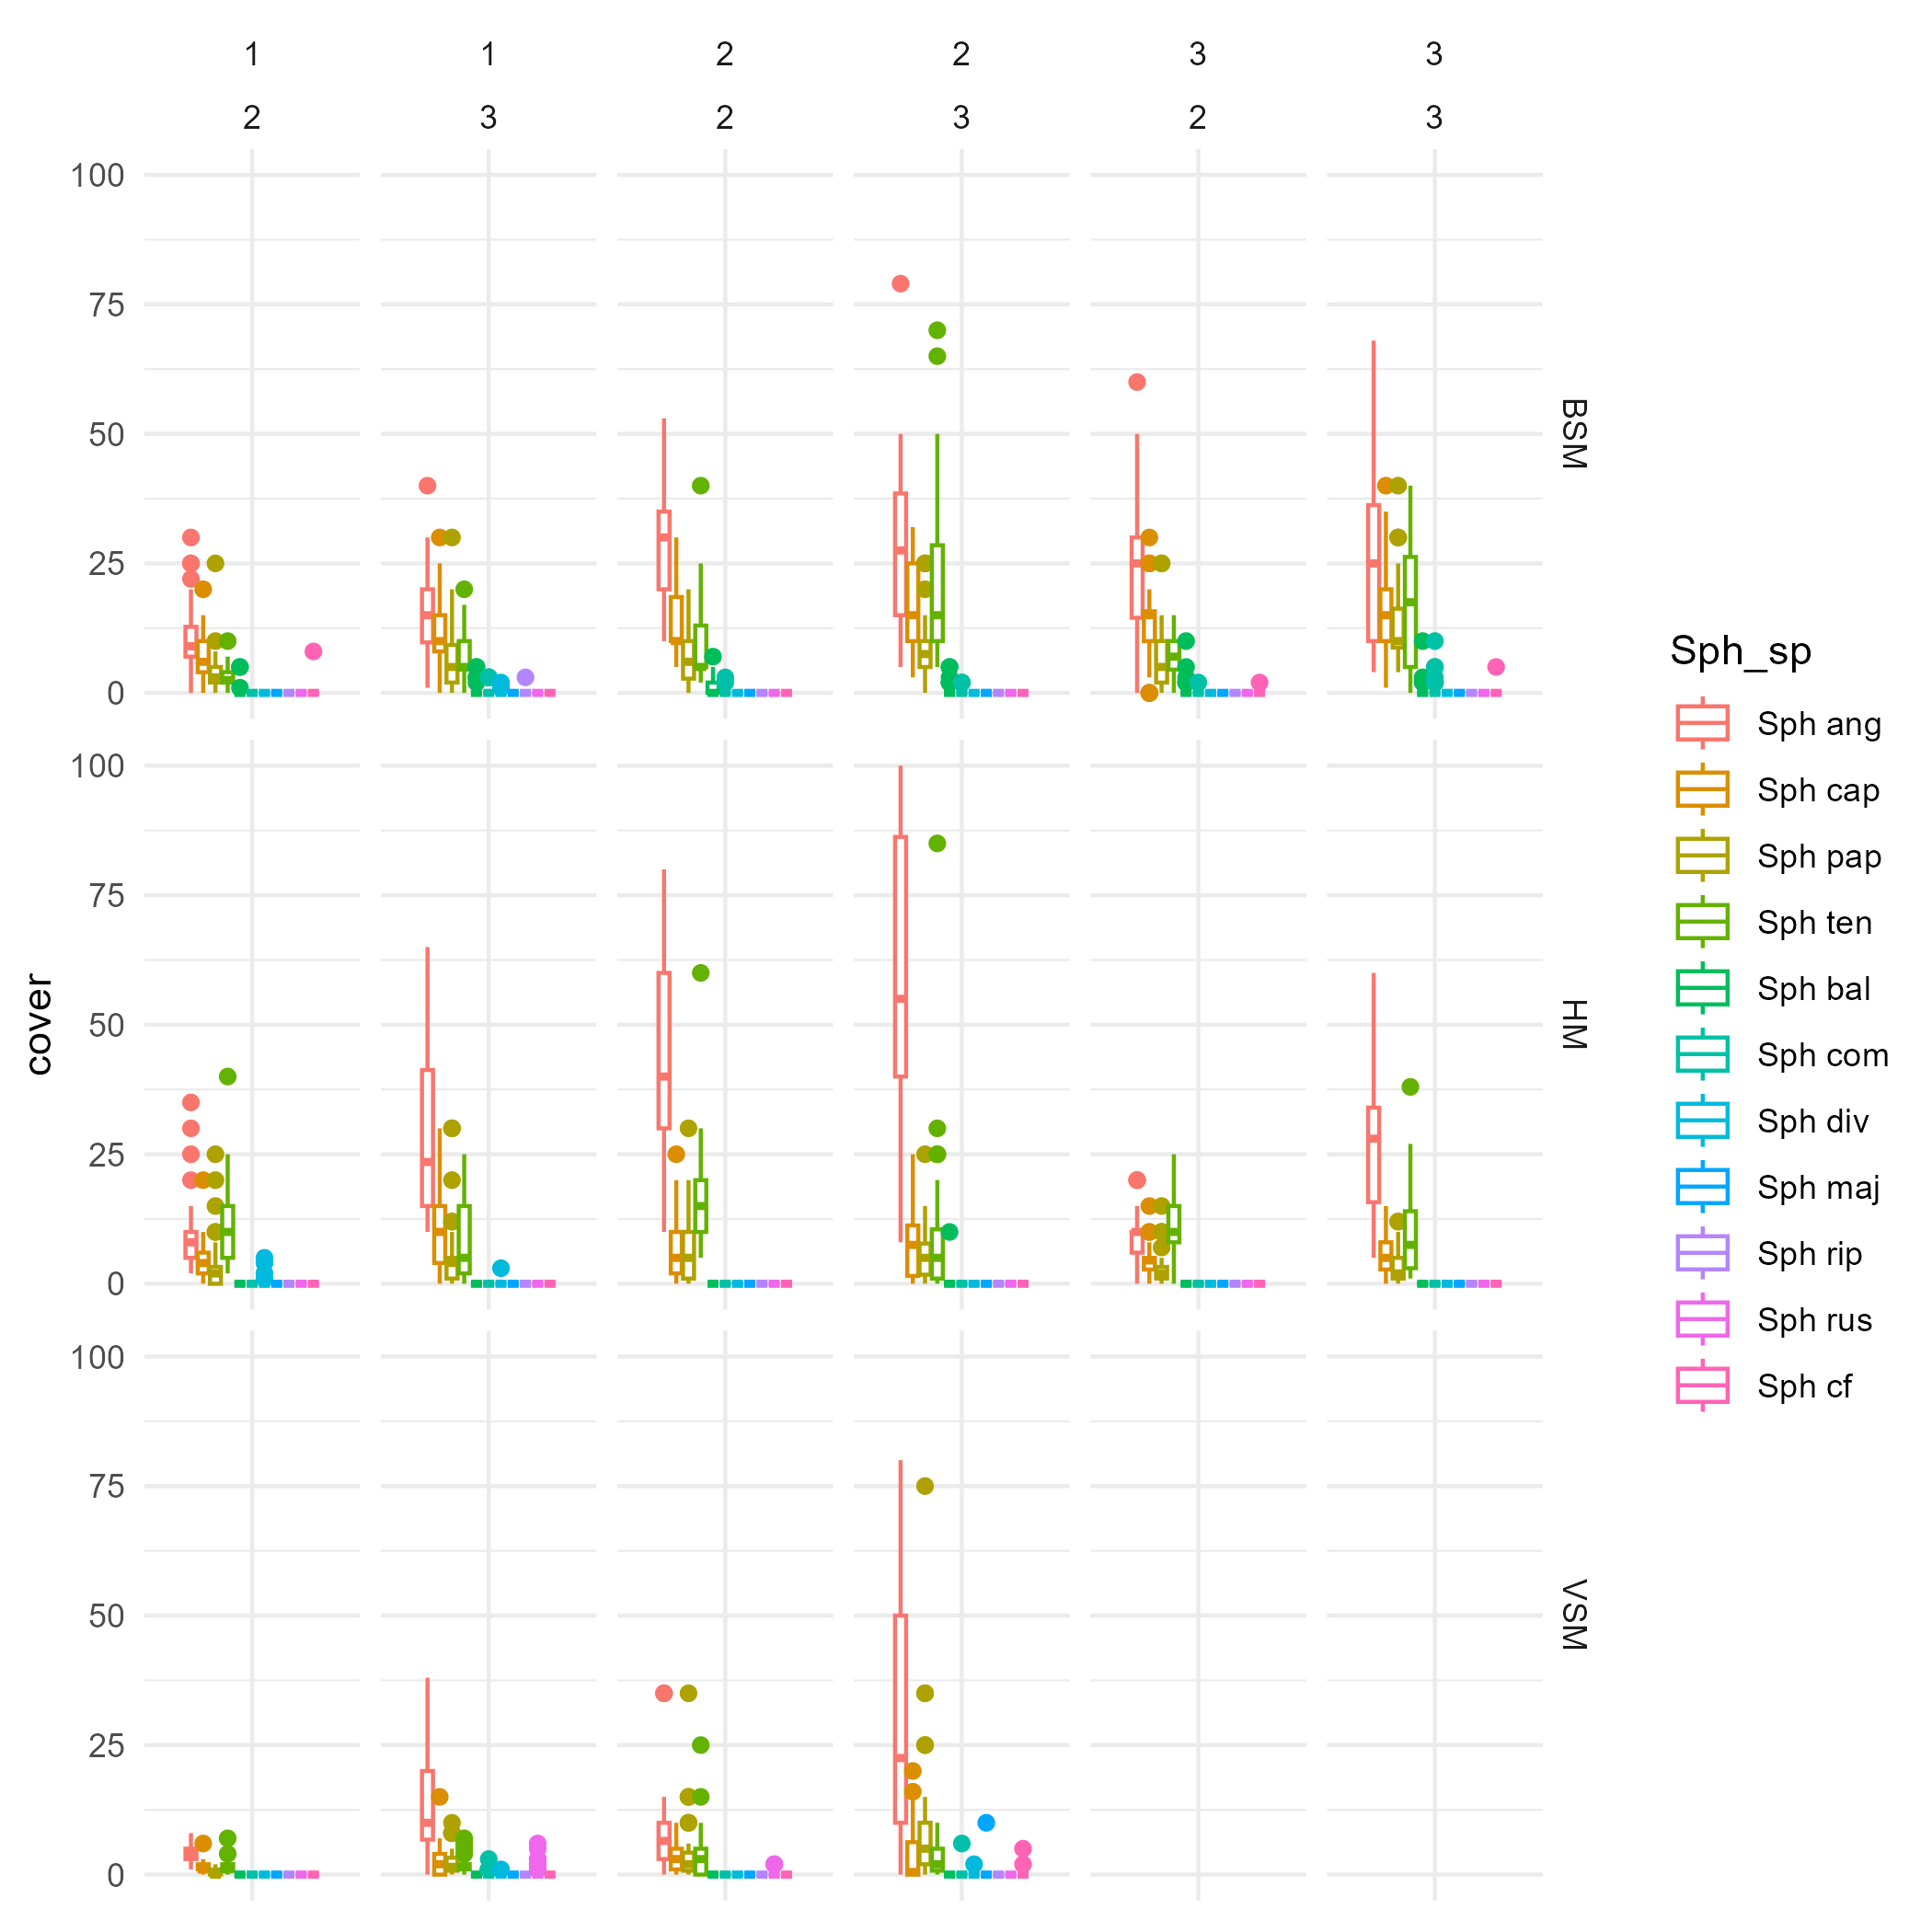 1 1 2 2 3 3
2 3 2 3 2 3
100
75
50
25
0
BSM
100
75
50
25
0
HM
100
75
50
25
0
VSM
cover
Sph_sp
Sph ang
Sph cap
Sph pap
Sph ten
Sph bal
Sph com
Sph div
Sph maj
Sph rip
Sph rus
Sph cf